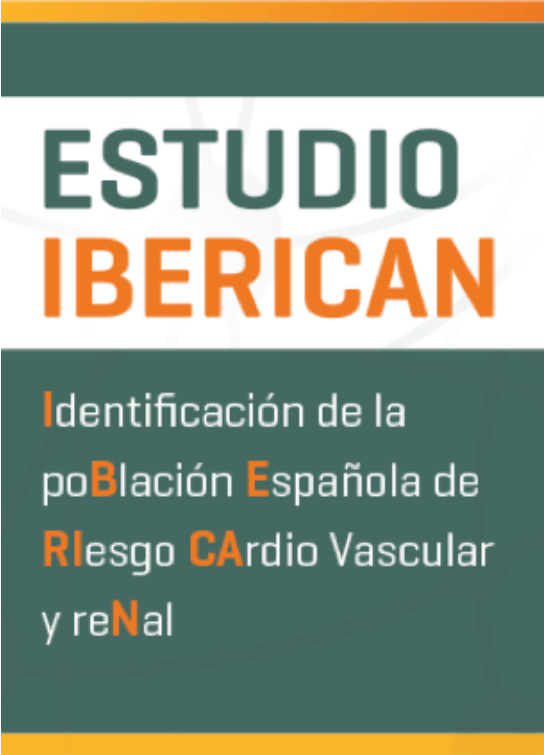 ESTUDIO
IBERICAN
Identificación de la
poBlación Española de
RIesgo CArdio Vascular
y reNal